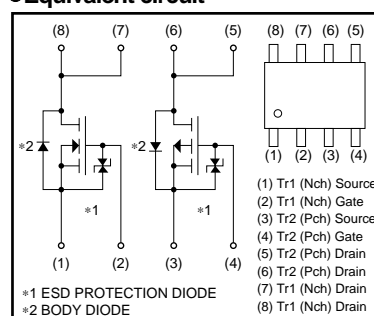 Equivalent circuit
(8) (7) (6) (5)
(8) (7) (6) (5)
∗2
∗2
∗1
∗1
(1) (2) (3) (4)
(1) (2) (3) (4)
(1) Tr1 (Nch) Source
(2) Tr1 (Nch) Gate
(3) Tr2 (Pch) Source
(4) Tr2 (Pch) Gate
(5) Tr2 (Pch) Drain
(6) Tr2 (Pch) Drain
(7) Tr1 (Nch) Drain
(8) Tr1 (Nch) Drain
∗1 ESD PROTECTION DIODE
∗2 BODY DIODE